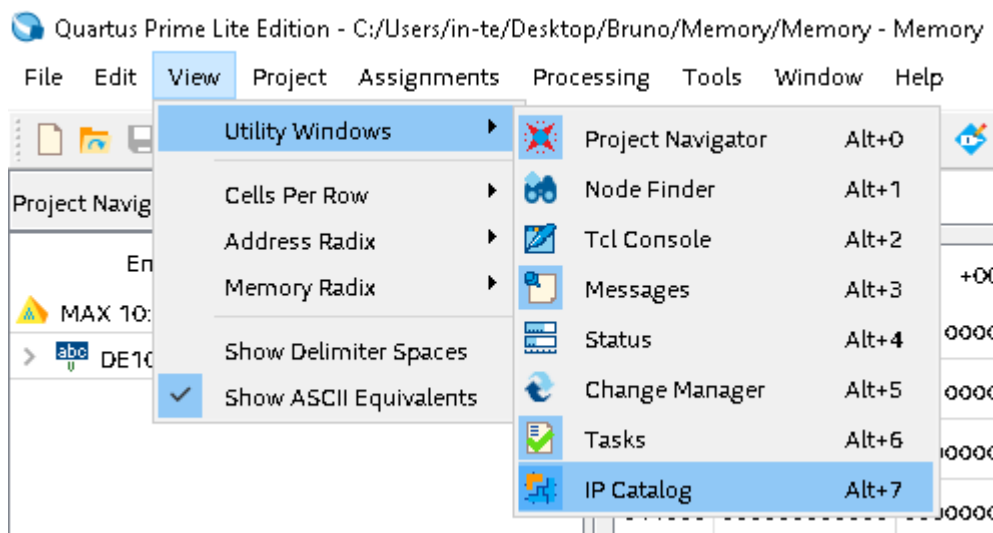 Quartus Prime Lite Edition - C:/Users/in-te/Desktop/Bruno/Memory/Memory - Memory
File Edit View Project Assignments Processing Tools Window Help
Utility Windows
Cells Per Row
Address Radix
Memory Radix
Show Delimiter Spaces
Show ASCII Equivalents
Project Navigator Alt+0
Node Finder Alt+1
Tcl Console Alt+2
Messages Alt+3
Status Alt+4
Change Manager Alt+5
Tasks Alt+6
IP Catalog Alt+7
Project Navig
En
MAX 10:
abc DE10